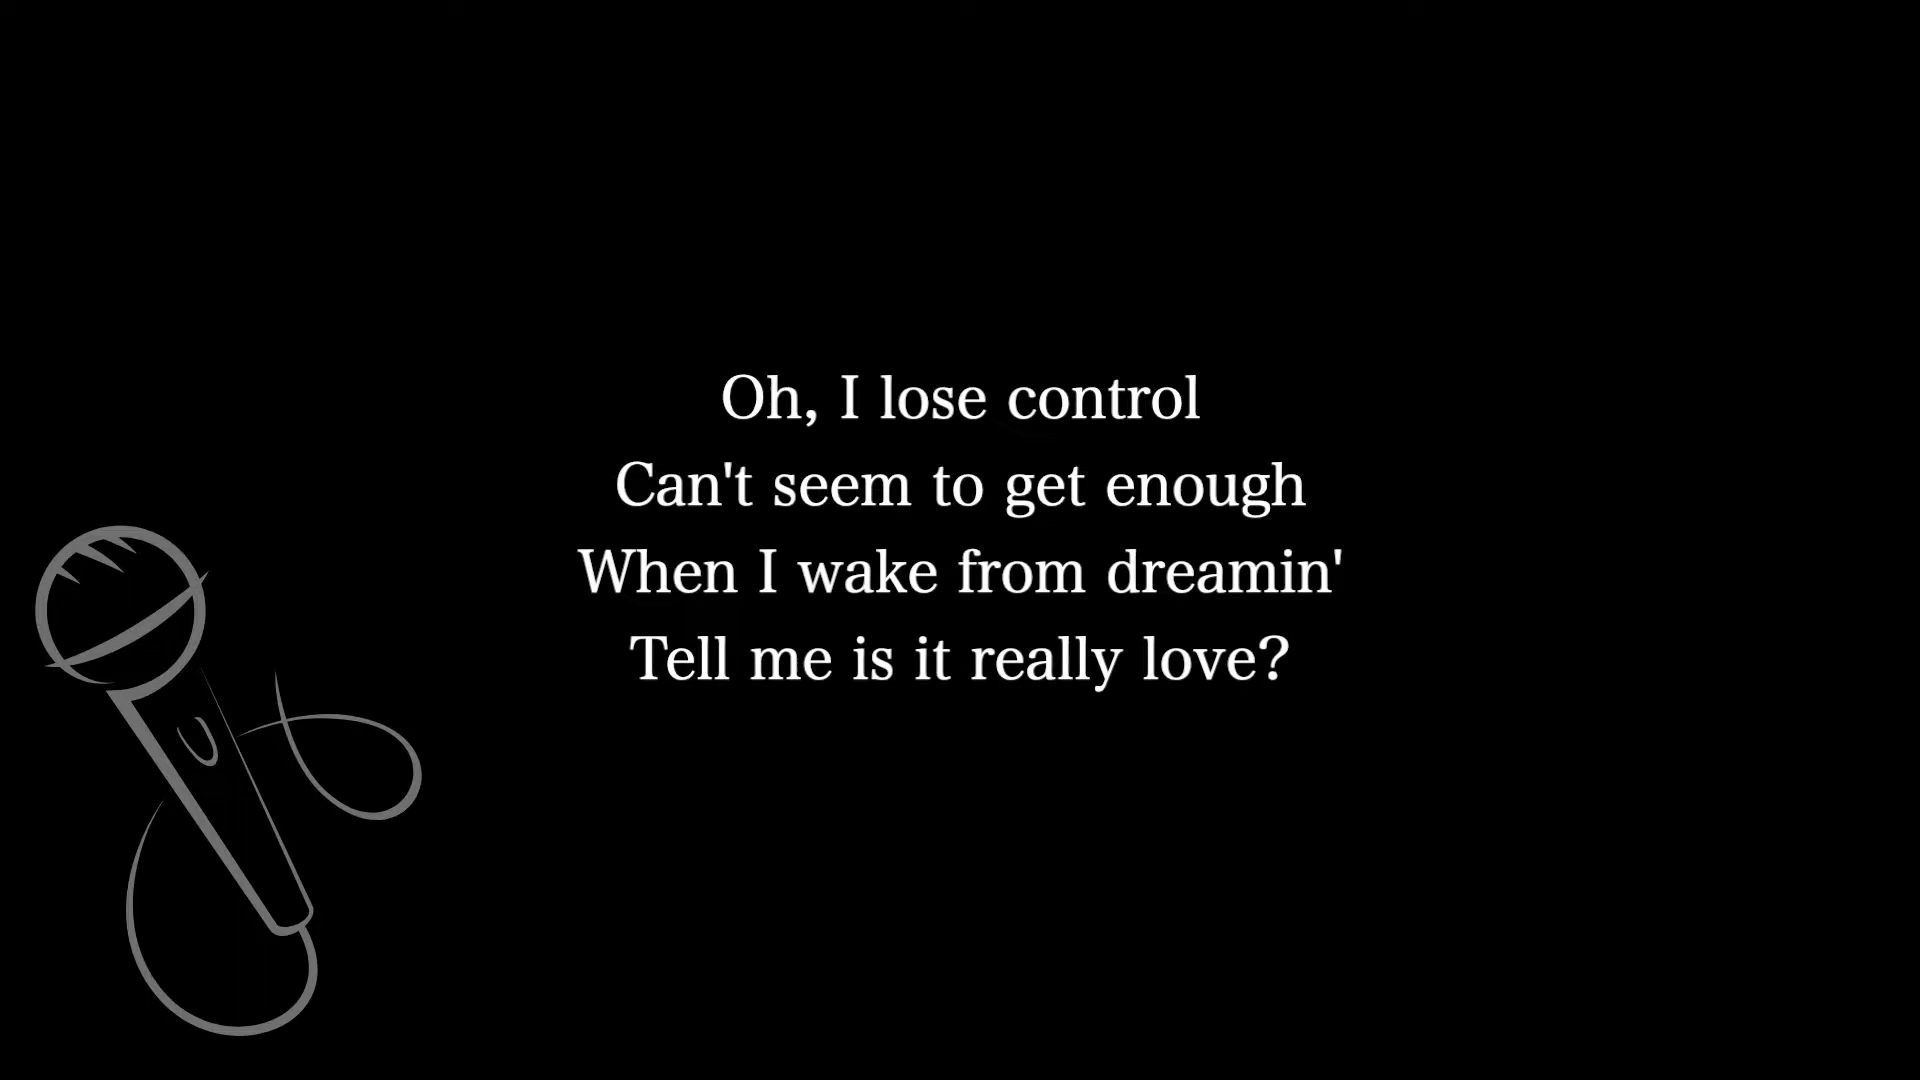 Oh, I lose control
Can't seem to get enough
When I wake from dreamin'
Tell me is it really love?